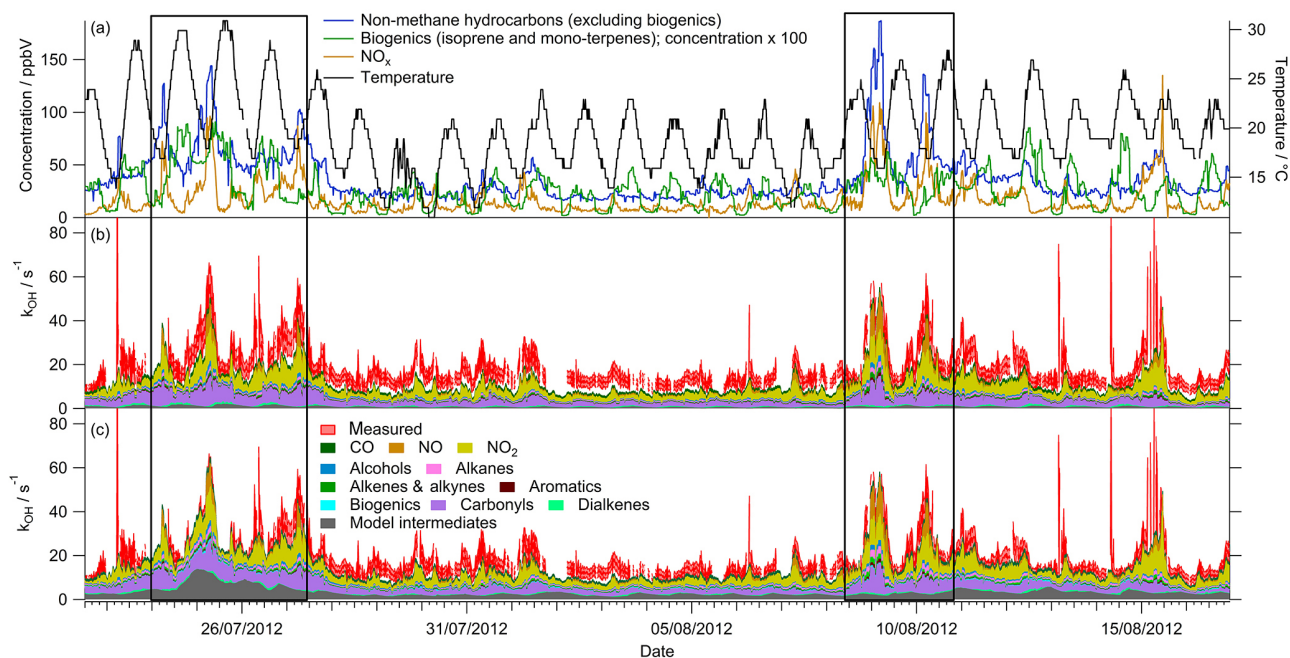 (a)
Non-methane hydrocarbons (excluding biogenics)
Biogenics (isoprene and mono-terpenes); concentration x 100
NOx
Temperature
Concentration / ppbV
150
100
50
0
Temperature / °C
30
25
20
15
(b)
kOH / s-1
80
60
40
20
0
(c)
kOH / s-1
80
60
40
20
0
Measured
CO NO NO2
Alcohols Alkanes
Alkenes & alkynes Aromatics
Biogenics Carbonyls Dialkenes
Model intermediates
26/07/2012 31/07/2012 05/08/2012 10/08/2012 15/08/2012
Date